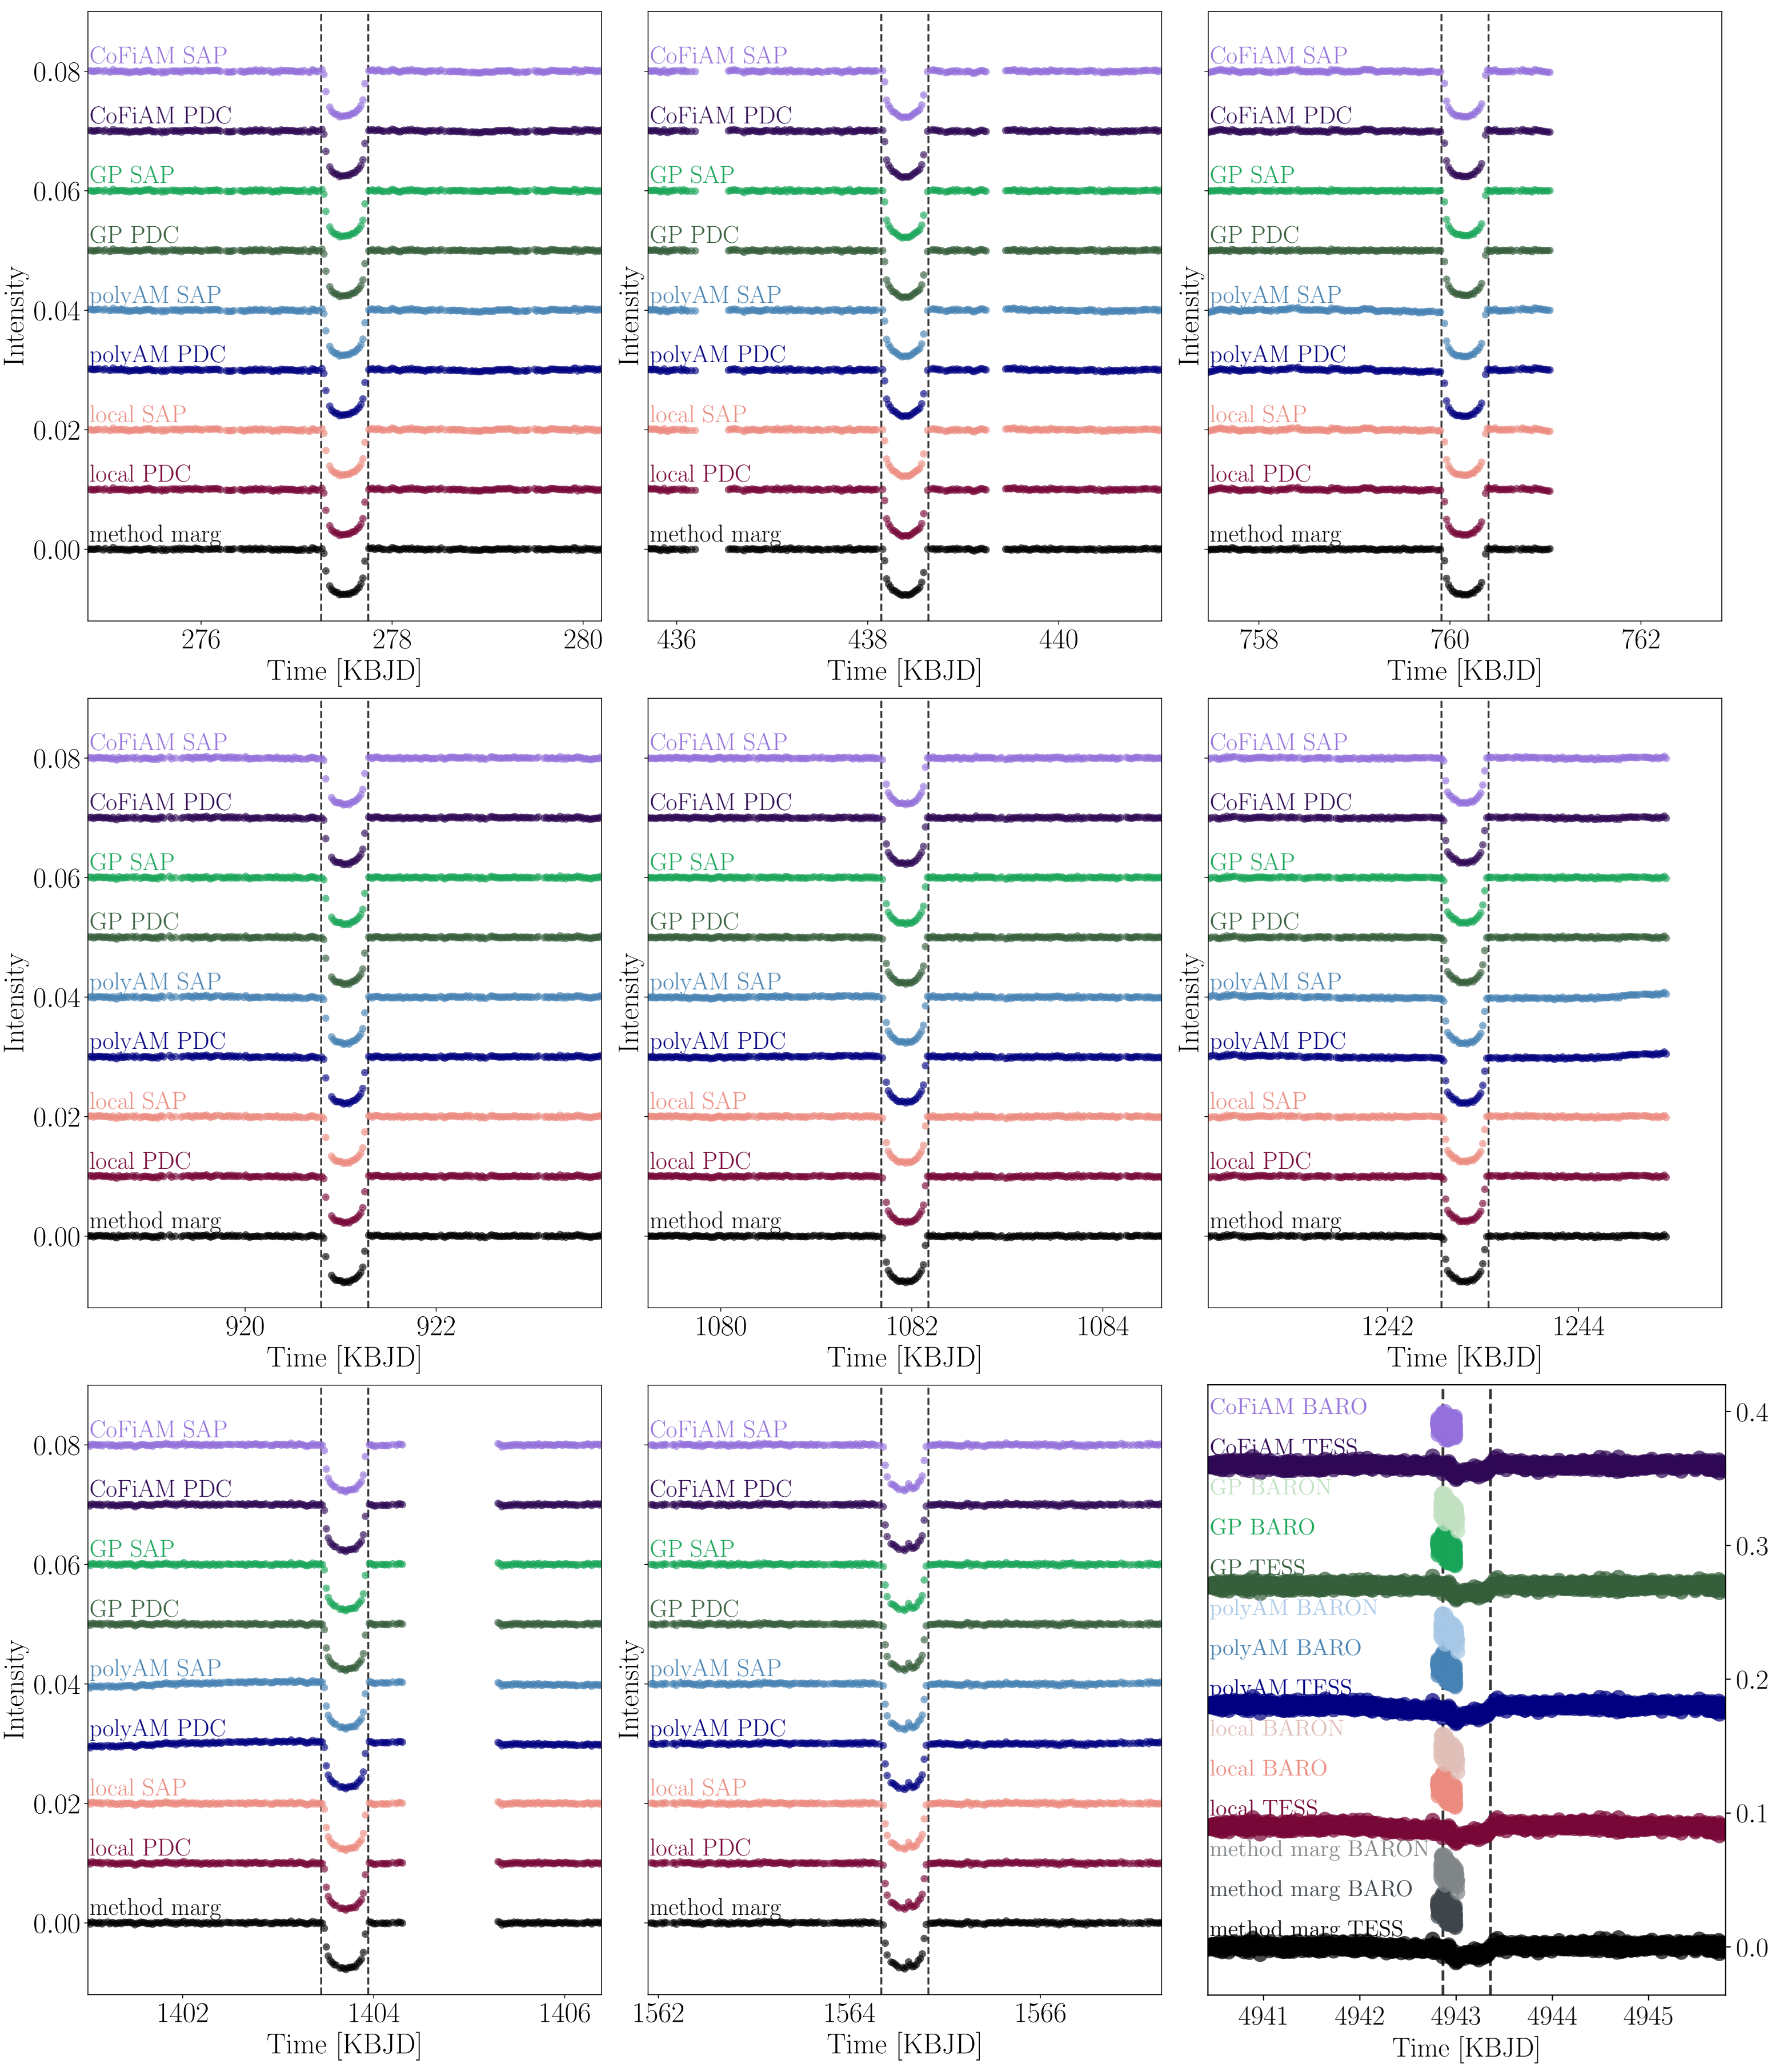 CoFiAM SAP
CoFiAM PDC
GP SAP
GP PDC
polyAM SAP
polyAM PDC
local SAP
local PDC
method marg
0.08
0.06
0.04
0.02
0.00
Intensity
276 278 280
Time [KBJD]
CoFiAM SAP
CoFiAM PDC
GP SAP
GP PDC
polyAM SAP
polyAM PDC
local SAP
local PDC
method marg
Intensity
436 438 440
Time [KBJD]
CoFiAM SAP
CoFiAM PDC
GP SAP
GP PDC
polyAM SAP
polyAM PDC
local SAP
local PDC
method marg
Intensity
758 760 762
Time [KBJD]
CoFiAM SAP
CoFiAM PDC
GP SAP
GP PDC
polyAM SAP
polyAM PDC
local SAP
local PDC
method marg
0.08
0.06
0.04
0.02
0.00
Intensity
920 922
Time [KBJD]
CoFiAM SAP
CoFiAM PDC
GP SAP
GP PDC
polyAM SAP
polyAM PDC
local SAP
local PDC
method marg
Intensity
1080 1082 1084
Time [KBJD]
CoFiAM SAP
CoFiAM PDC
GP SAP
GP PDC
polyAM SAP
polyAM PDC
local SAP
local PDC
method marg
Intensity
1242 1244
Time [KBJD]
CoFiAM SAP
CoFiAM PDC
GP SAP
GP PDC
polyAM SAP
polyAM PDC
local SAP
local PDC
method marg
0.08
0.06
0.04
0.02
0.00
Intensity
1402 1404 1406
Time [KBJD]
CoFiAM SAP
CoFiAM PDC
GP SAP
GP PDC
polyAM SAP
polyAM PDC
local SAP
local PDC
method marg
Intensity
1562 1564 1566
Time [KBJD]
CoFiAM BARO
CoFiAM TESS
GP BARON
GP BARO
GP TESS
polyAM BARON
polyAM BARO
polyAM TESS
local BARON
local BARO
local TESS
method marg BARON
method marg BARO
method marg TESS
0.4
0.3
0.2
0.1
0.0
4941 4942 4943 4944 4945
Time [KBJD]